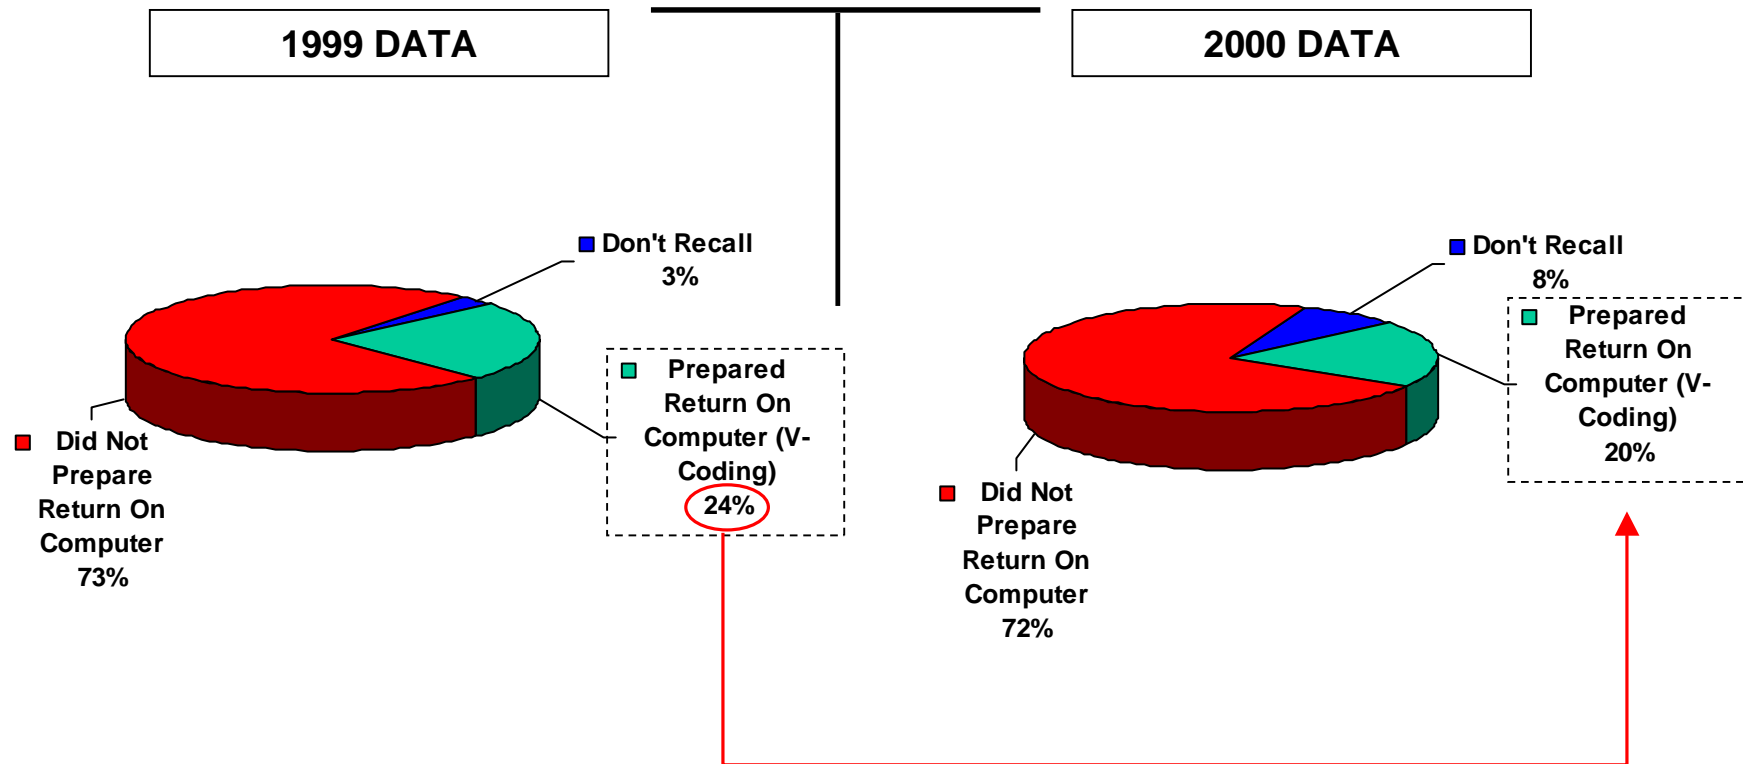 1999 DATA
2000 DATA
Don't Recall
3%
Prepared
Return On
Computer (V-
Coding)
24%
Did Not
Prepare
Return On
Computer
73%
Don't Recall
8%
Prepared
Return On
Computer (V-
Coding)
20%
Did Not
Prepare
Return On
Computer
72%